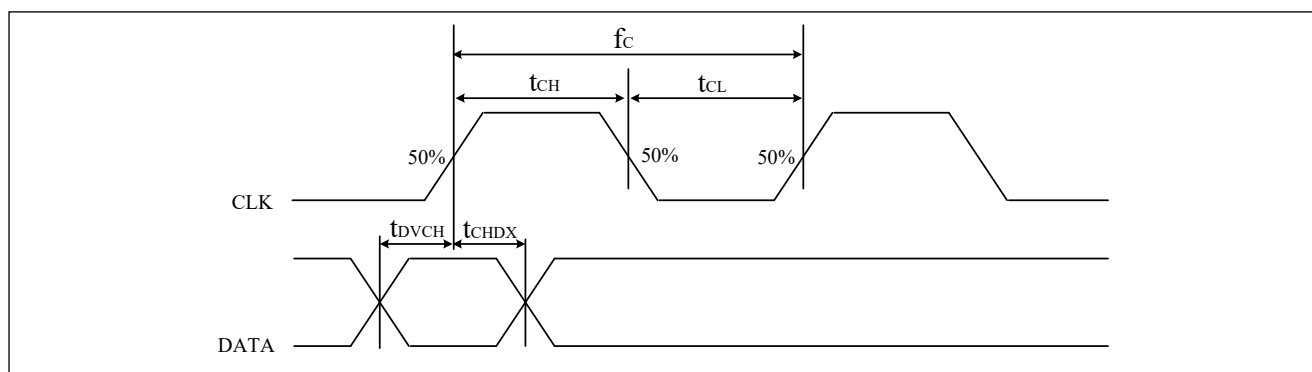 fC
tCH
tCL
50%
50%
50%
CLK
tDVCH
tCHDX
DATA